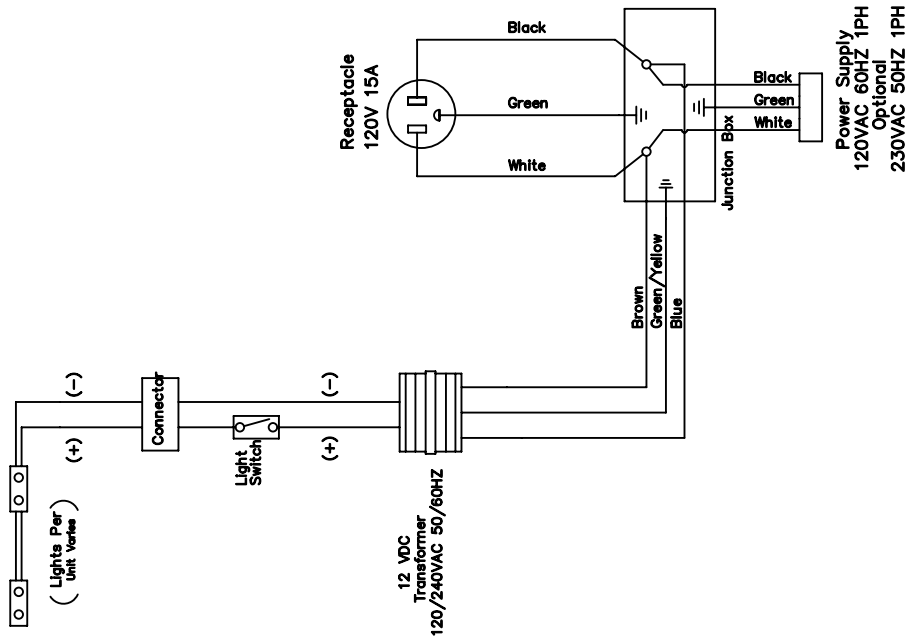 Receptacle
120V 15A
Black
Green
White
Black
Green
White
Junction Box
Power Supply
120VAC 60HZ 1PH
Optional
230VAC 50HZ 1PH
Brown
Green/Yellow
Blue
(-)
(+)
Connector
(-)
(+)
Light
Switch
12 VDC
Transformer
120/240VAC 50/60HZ
(Lights Per
Unit Varies)